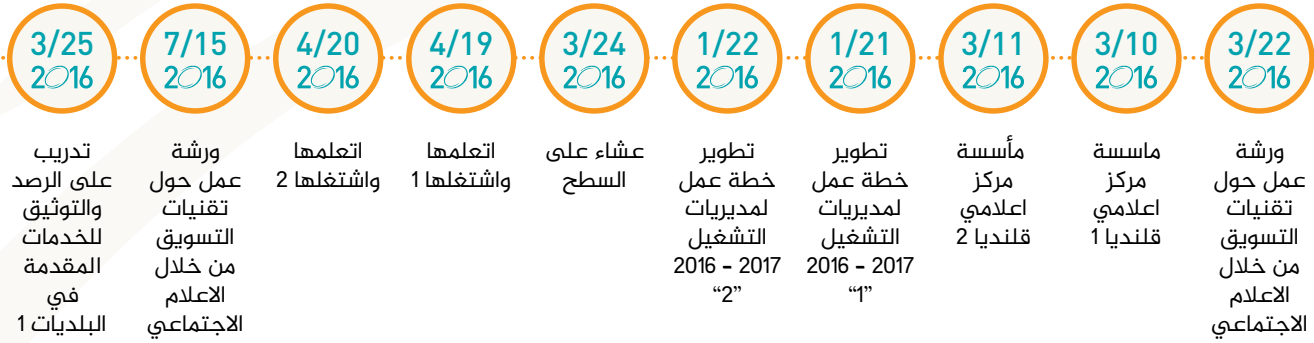 3/22
2016
ورشة
عمل حول
تقنيات
التسويق
من خلال
الاعلام
الاجتماعي
3/10
2016
ماسسة
مركز
اعلامي
قلنديا 1
3/11
2016
مأسسة
مركز
اعلامي
قلنديا 2
1/21
2016
تطوير
خطة عمل
لمديريات
التشغيل
2016 - 2017
“1”
1/22
2016
تطوير
خطة عمل
لمديريات
التشغيل
2016 - 2017
“2”
3/24
2016
عشاء على
السطح
4/19
2016
اتعلمها
واشتغلها 1
4/20
2016
اتعلمها
واشتغلها 2
7/15
2016
ورشة
عمل حول
تقنيات
التسويق
من خلال
الاعلام
الاجتماعي
3/25
2016
تدريب
على الرصد
والتوثيق
للخدمات
المقدمة
في
البلديات 1